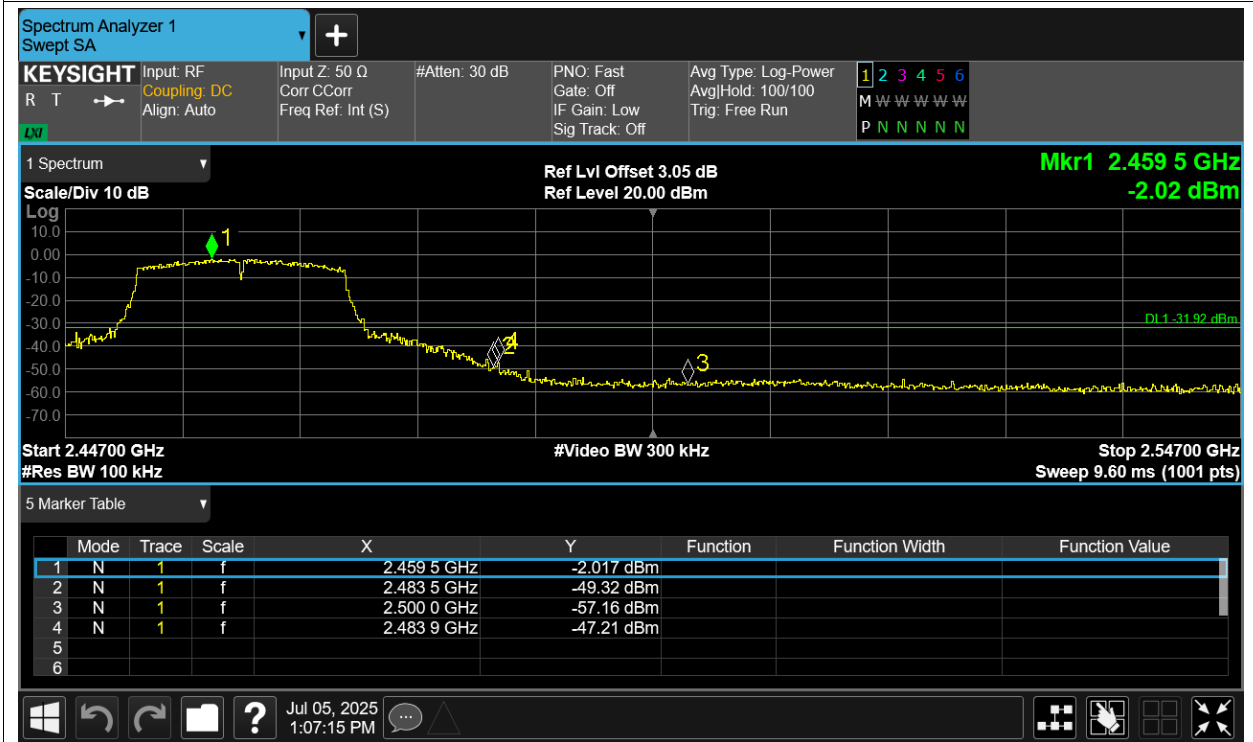 Spectrum Analyzer 1
Swept SA
+
KEYSIGHT Input: RF Input Z: 50 Ω #Atten: 30 dB PNO: Fast Avg Type: Log-Power 1 2 3 4 5 6
R T Coupling: DC Corr CCorr Gate: Off Avg|Hold: 100/100 M W W W W W
Align: Auto Freq Ref: Int (S) IF Gain: Low Trig: Free Run P N N N N N
LXI Sig Track: Off
1 Spectrum Ref Lvl Offset 3.05 dB Mkr1 2.459 5 GHz
Scale/Div 10 dB Ref Level 20.00 dBm -2.02 dBm
Log
10.0
0.00
-10.0
-20.0
-30.0
-40.0
-50.0
-60.0
-70.0
1
DL1 -31.92 dBm
2 4
3
Start 2.44700 GHz #Video BW 300 kHz Stop 2.54700 GHz
#Res BW 100 kHz Sweep 9.60 ms (1001 pts)
5 Marker Table
Mode Trace Scale X Y Function Function Width Function Value
1 N 1 f 2.459 5 GHz -2.017 dBm
2 N 1 f 2.483 5 GHz -49.32 dBm
3 N 1 f 2.500 0 GHz -57.16 dBm
4 N 1 f 2.483 9 GHz -47.21 dBm
5
6
? Jul 05, 2025
1:07:15 PM